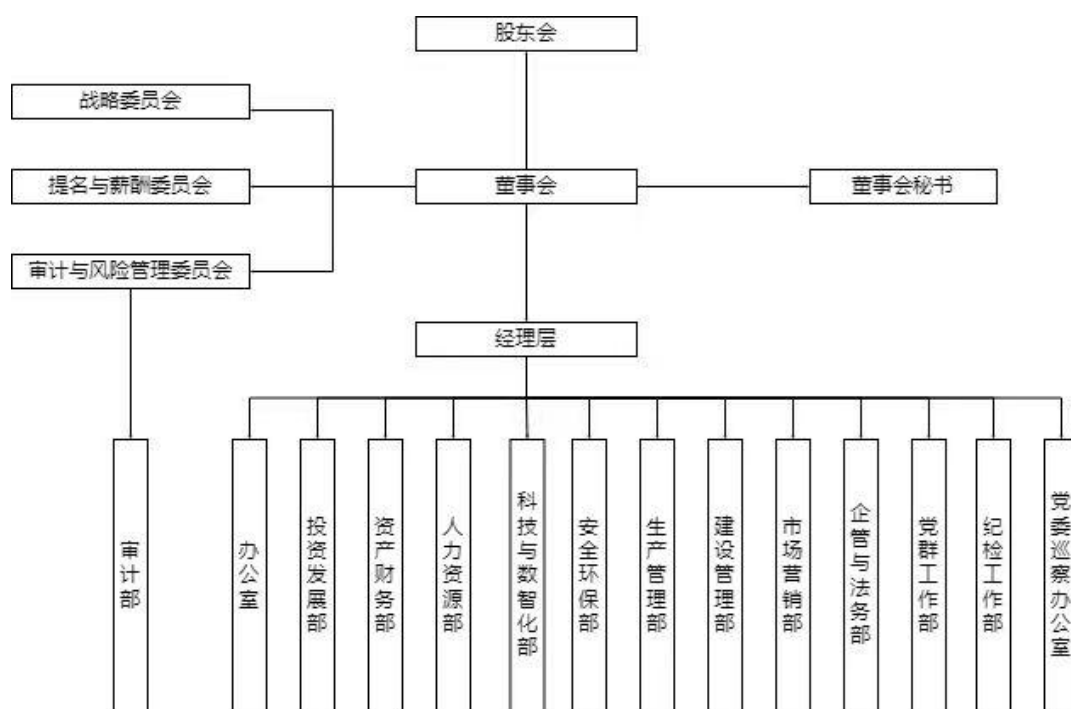 股东会
战略委员会
提名与薪酬委员会
董事会
董事会秘书
审计与风险管理委员会
经理层
审计部
办公室
投资发展部
资产财务部
人力资源部
科技与数智化部
安全环保部
生产管理部
建设管理部
市场营销部
企管与法务部
党群工作部
纪检工作部
党委巡察办公室